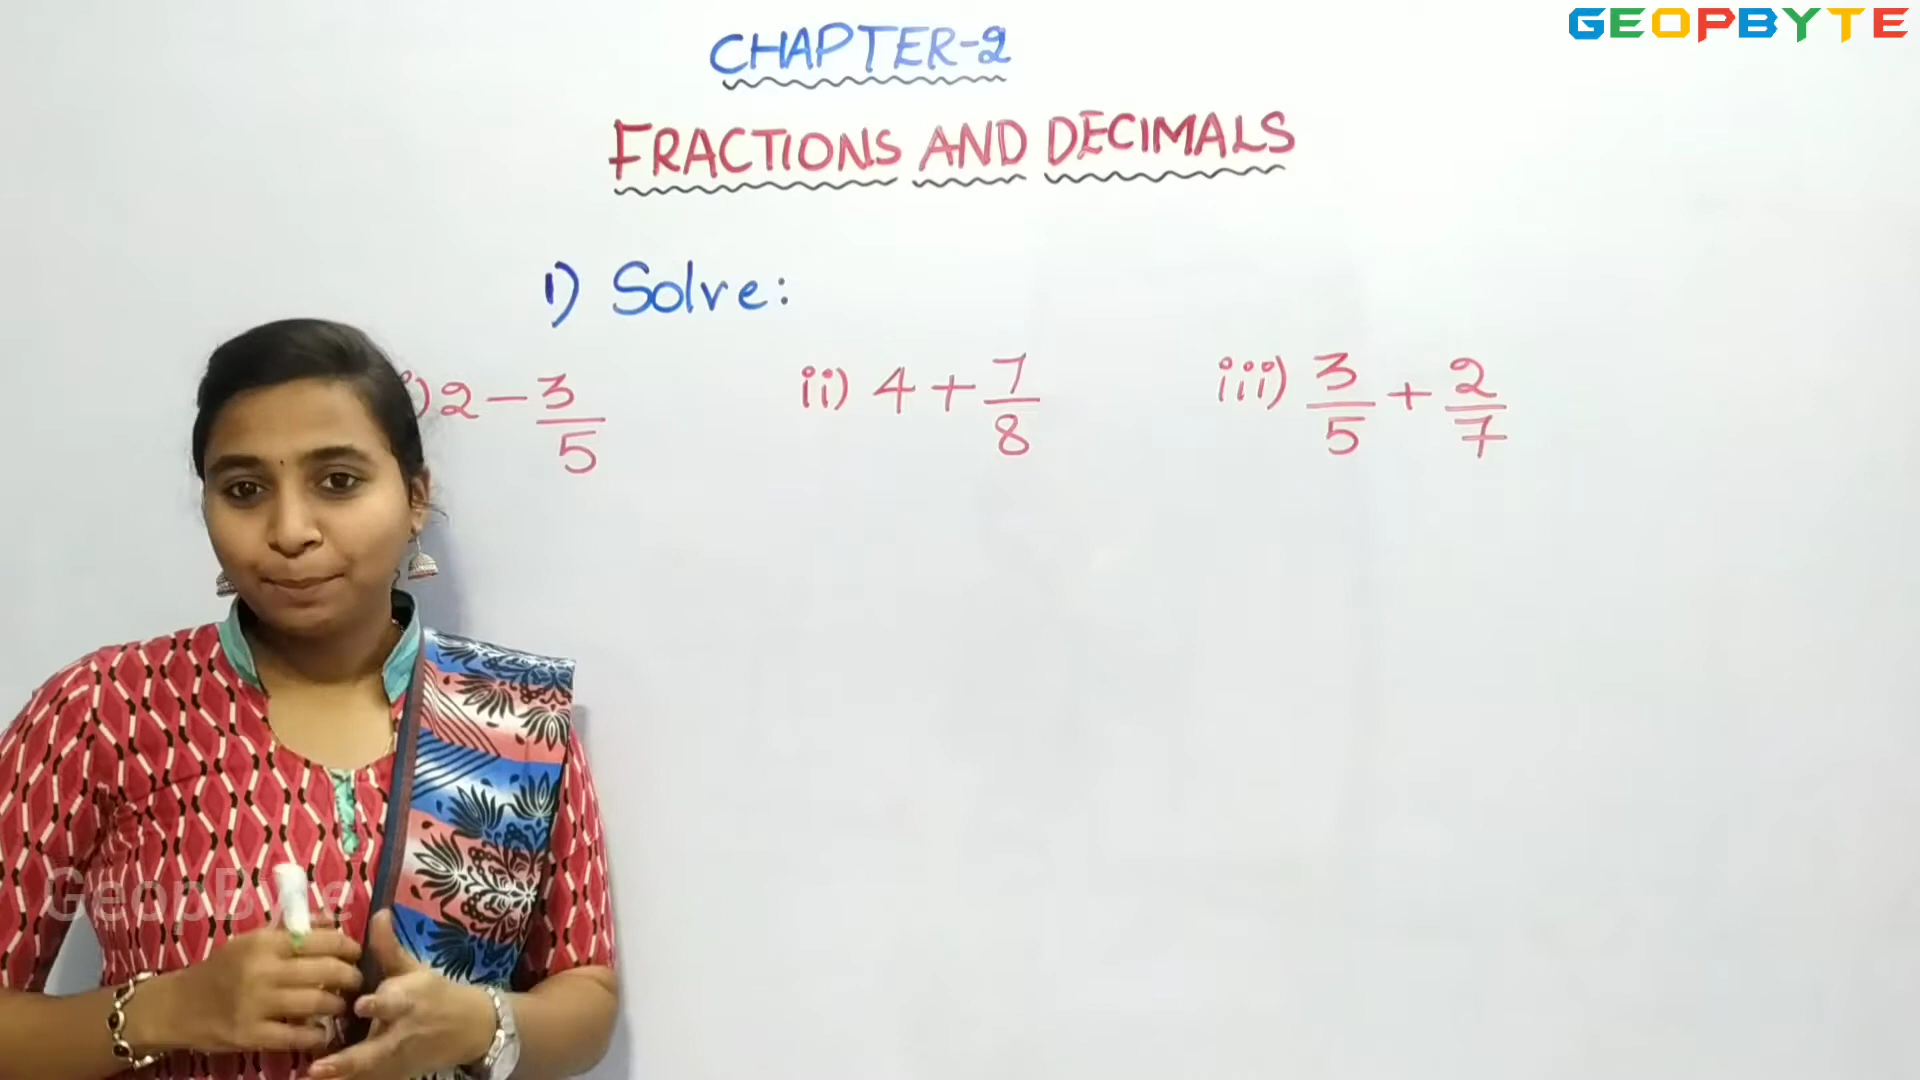 GEOPBYTE
CHAPTER-2
FRACTIONS AND DECIMALS
1) Solve:
i) 2 - 3/5 ii) 4 + 7/8 iii) 3/5 + 2/7
GeopByte